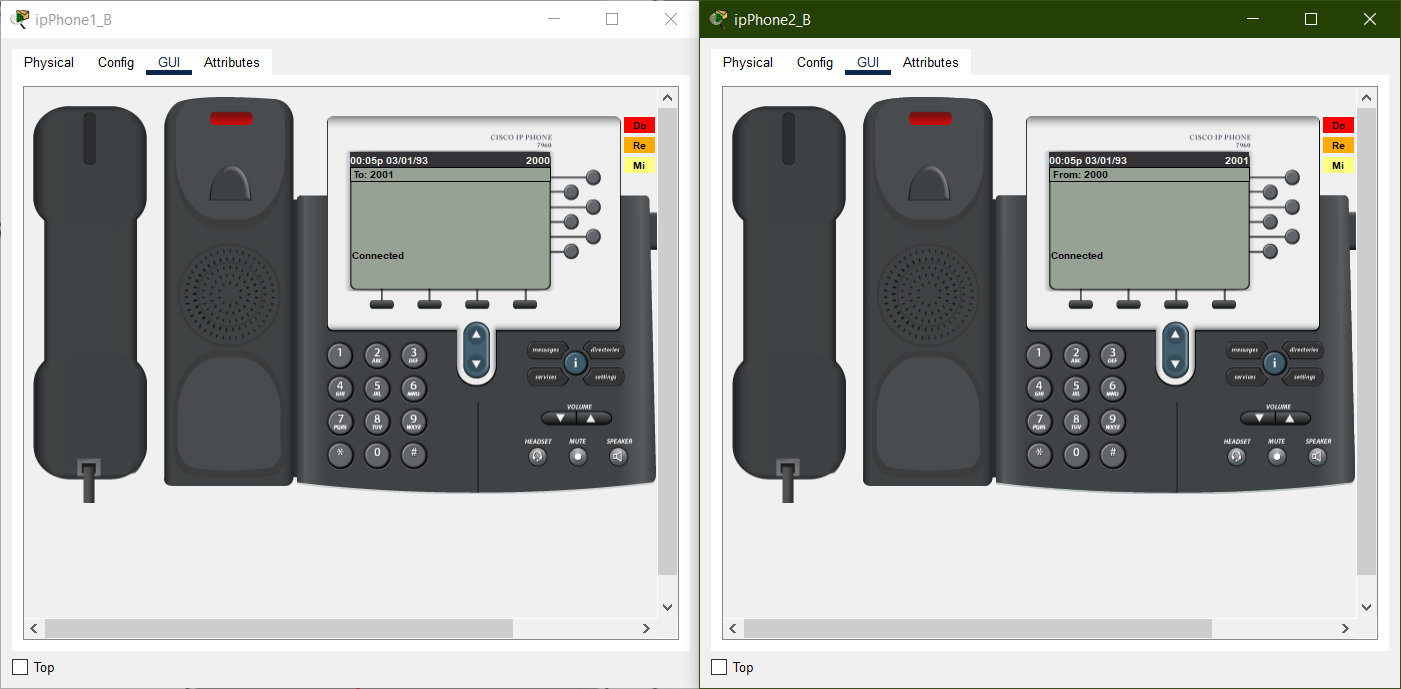 ipPhone1_B
Physical Config GUI Attributes
CISCO IP PHONE
7960
00:05p 03/01/93 2000
To: 2001
Connected
Do
Re
Mi
1 2 ABC 3 DEF
4 GHI 5 JKL 6 MNO
7 PQRS 8 TUV 9 WXYZ
* 0 #
messages directories
i
services settings
VOLUME
HEADSET MUTE SPEAKER
Top
ipPhone2_B
Physical Config GUI Attributes
CISCO IP PHONE
7960
00:05p 03/01/93 2001
From: 2000
Connected
Do
Re
Mi
1 2 ABC 3 DEF
4 GHI 5 JKL 6 MNO
7 PQRS 8 TUV 9 WXYZ
* 0 #
messages directories
i
services settings
VOLUME
HEADSET MUTE SPEAKER
Top